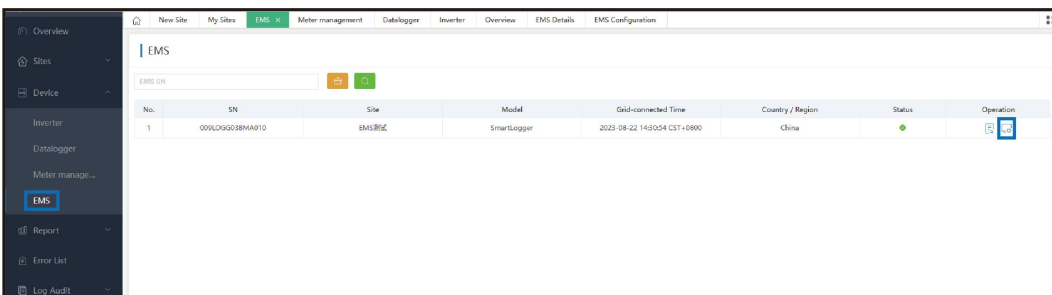 Overview
Sites
Device
Inverter
Datalogger
Meter manage...
EMS
Report
Error List
Log Audit
New Site My Sites EMS × Meter management Datalogger Inverter Overview EMS Details EMS Configuration
EMS
EMS SN
No. SN Site Model Grid-connected Time Country / Region Status Operation
1 009LOGG038MA010 EMS测试 SmartLogger 2023-08-22 14:30:54 CST+0800 China